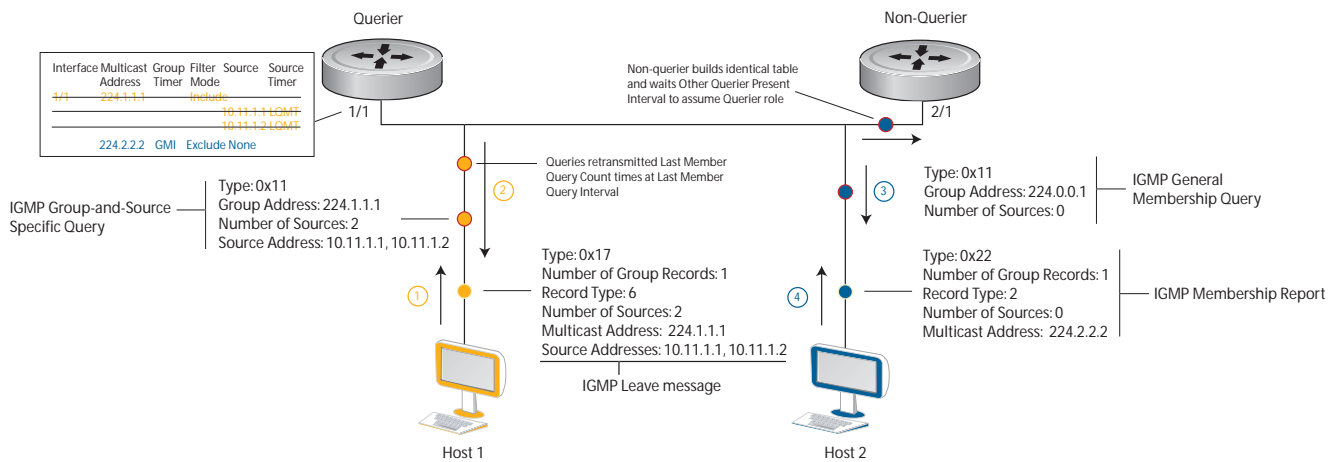 Querier
Non-Querier
Interface Multicast Group Filter Source Source
Address Timer Mode Timer
1/1 224.1.1.1 Include
10.11.1.1 LQMT
10.11.1.2 LQMT
224.2.2.2 GMI Exclude None
1/1
Non-querier builds identical table
and waits Other Querier Present
Interval to assume Querier role
2/1
Queries retransmitted Last Member
Query Count times at Last Member
Query Interval
2
IGMP Group-and-Source
Specific Query
Type: 0x11
Group Address: 224.1.1.1
Number of Sources: 2
Source Address: 10.11.1.1, 10.11.1.2
3
Type: 0x11
Group Address: 224.0.0.1
Number of Sources: 0
IGMP General
Membership Query
1
Type: 0x17
Number of Group Records: 1
Record Type: 6
Number of Sources: 2
Multicast Address: 224.1.1.1
Source Addresses: 10.11.1.1, 10.11.1.2
IGMP Leave message
4
Type: 0x22
Number of Group Records: 1
Record Type: 2
Number of Sources: 0
Multicast Address: 224.2.2.2
IGMP Membership Report
Host 1
Host 2